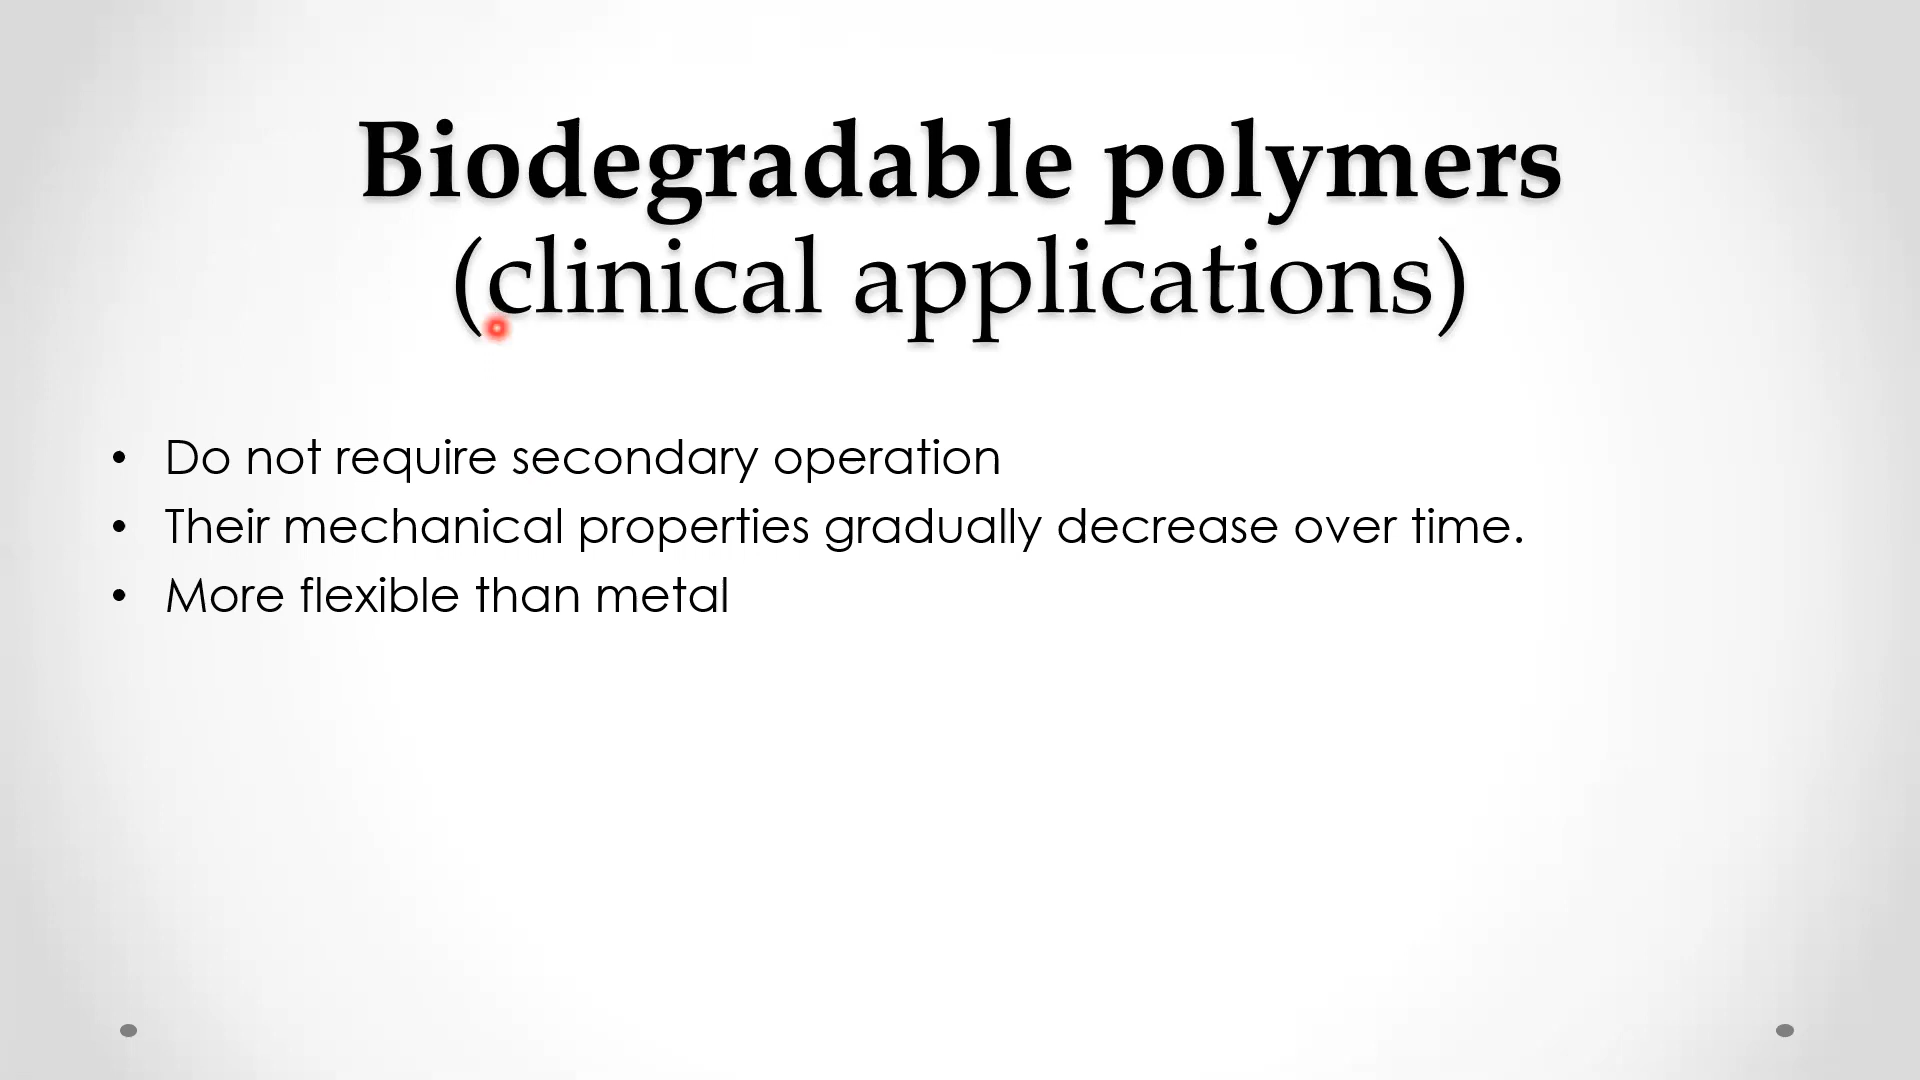 Biodegradable polymers
(clinical applications)
• Do not require secondary operation
• Their mechanical properties gradually decrease over time.
• More flexible than metal